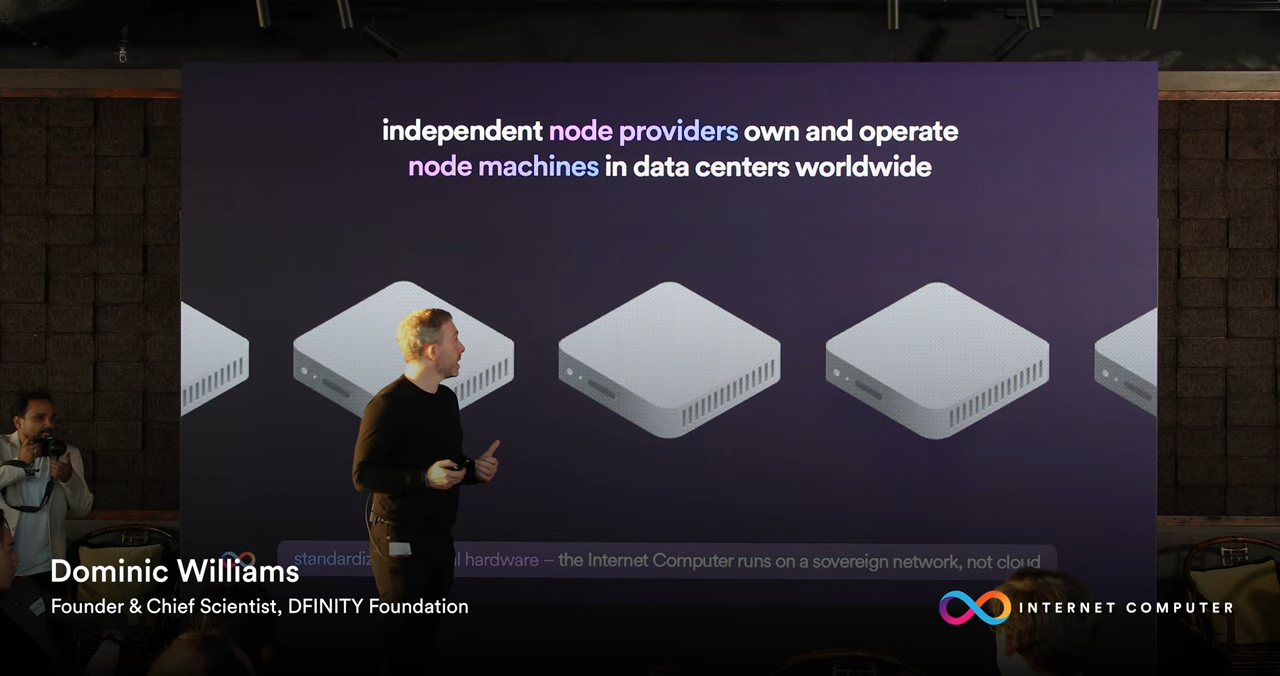 independent node providers own and operate
node machines in data centers worldwide
hardware – the Internet Computer runs on a sovereign network, not cloud
Dominic Williams
Founder & Chief Scientist, DFINITY Foundation
INTERNET COMPUTER